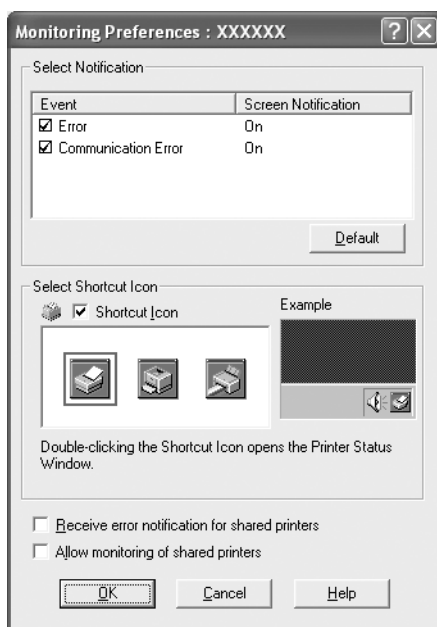 Monitoring Preferences : XXXXXX
Select Notification
Event Screen Notification
Error On
Communication Error On
Default
Select Shortcut Icon
Shortcut Icon
Example
Double-clicking the Shortcut Icon opens the Printer Status
Window.
Receive error notification for shared printers
Allow monitoring of shared printers
OK Cancel Help